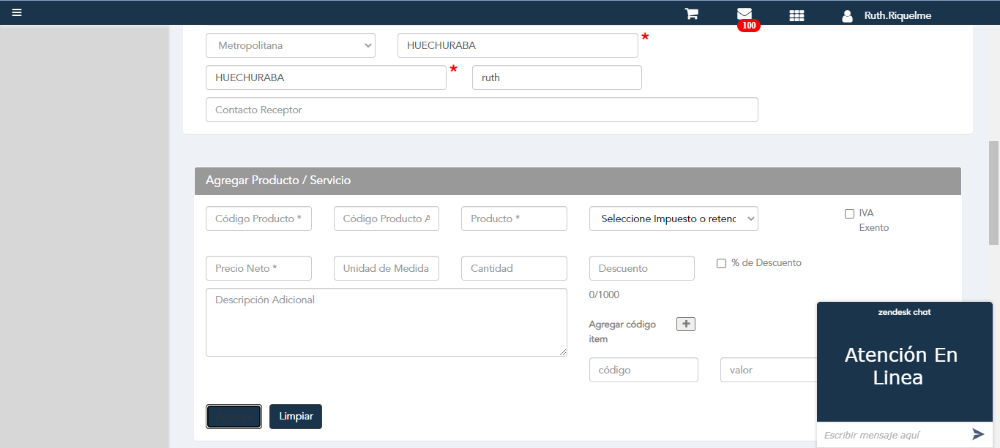 Ruth.Riquelme
100
Metropolitana
HUECHURABA
*
HUECHURABA
*
ruth
Contacto Receptor
Agregar Producto / Servicio
Código Producto *
Código Producto A
Producto *
Seleccione Impuesto o retenc
IVA
Exento
Precio Neto *
Unidad de Medida
Cantidad
Descuento
% de Descuento
Descripción Adicional
0/1000
Agregar código
item
+
código
valor
Agregar
Limpiar
zendesk chat
Atención En
Linea
Escribir mensaje aquí